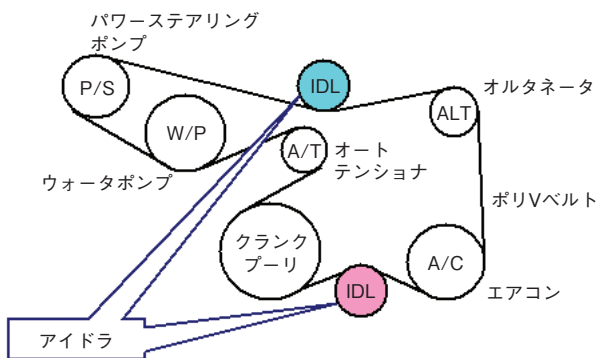 パワーステアリング
ポンプ
P/S
IDL
オルタネータ
ALT
W/P
A/T
オート
テンショナ
ウォータポンプ
ポリVベルト
クランク
プーリ
A/C
IDL
エアコン
アイドラ